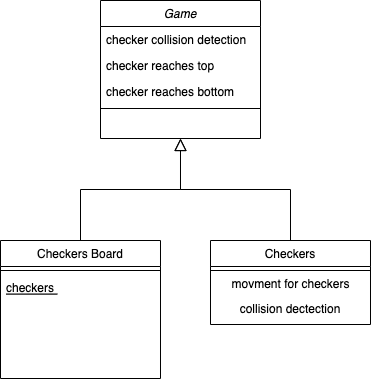 Game
checker collision detection
checker reaches top
checker reaches bottom
Checkers Board
checkers
Checkers
movment for checkers
collision dectection